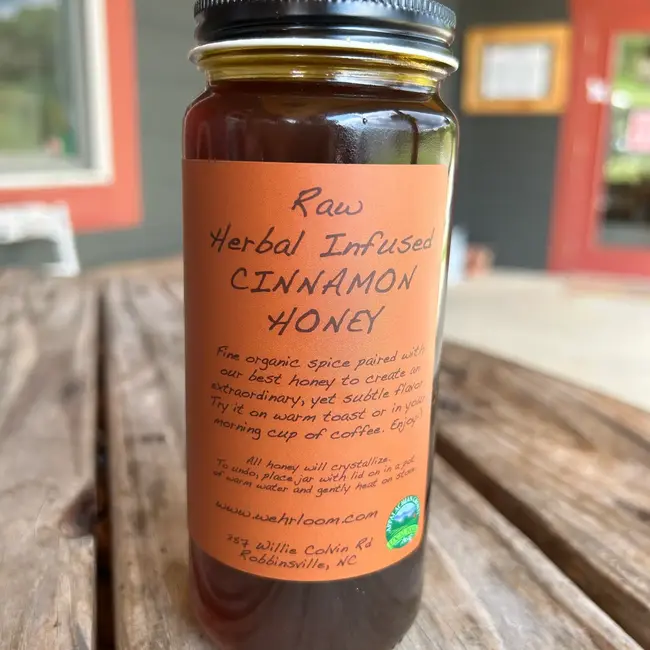 Raw
Herbal Infused
CINNAMON
HONEY
Fine organic spice paired with
our best honey to create an
extraordinary, yet subtle flavor.
Try it on warm toast or in your
morning cup of coffee. Enjoy!
All honey will crystallize.
To undo, place jar with lid on in a pot
of warm water and gently heat on stove.
www.wehrloom.com
257 Willie Colvin Rd
Robbinsville, NC